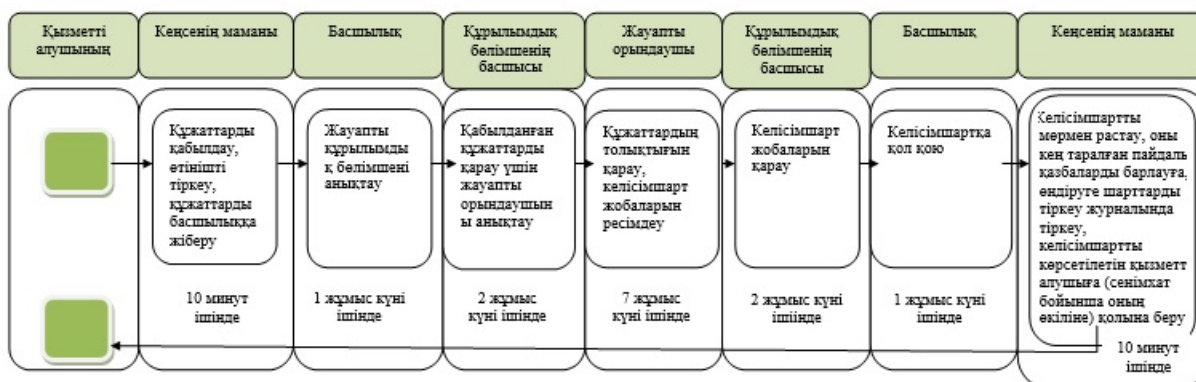 Қызметті
алушының
Кеңсенің маманы
Басшылық
Құрылымдық
бөлімшенің
басшысы
Жауапты
орындаушы
Құрылымдық
бөлімшенің
басшысы
Басшылық
Кеңсенің маманы
Құжаттарды
қабылдау,
өтінішті
тіркеу,
құжаттарды
басшылыққа
жіберу
10 минут
ішінде
Жауапты
құрылымды
қ бөлімшені
анықтау
1 жұмыс күні
ішінде
Қабылданған
құжаттарды
қарау үшін
жауапты
орындаушын
ы анықтау
2 жұмыс
күні ішінде
Құжаттардың
толықтығын
қарау,
келісімшарт
жобаларын
ресімдеу
7 жұмыс
күні ішінде
Келісімшарт
жобаларын
қарау
2 жұмыс күні
ішіінде
Келісімшартқа
қол қою
1 жұмыс күні
ішінде
Келісімшартты
мөрмен растау, оны
кең таралған пайдалы
қазбаларды барлауға,
өндіруге шарттарды
тіркеу журналында
тіркеу,
келісімшартты
көрсетілетін қызметт
алушыға (сенімхат
бойынша оның
өкіліне) қолына беру
10 минут
ішінде